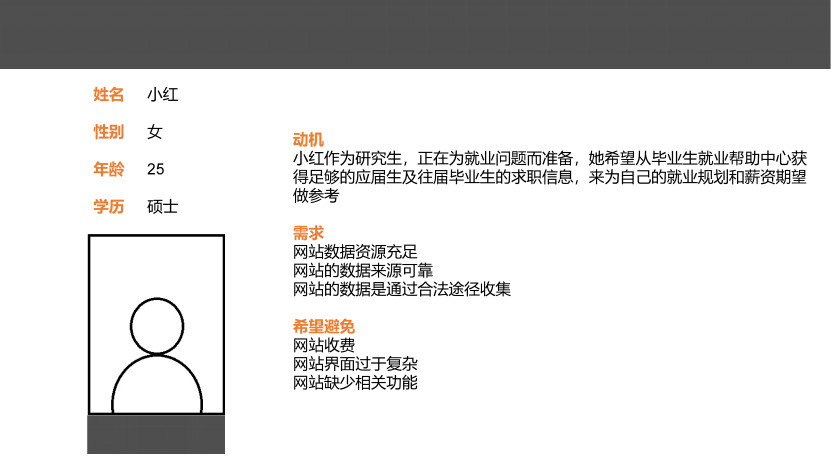 姓名 小红
性别 女
年龄 25
学历 硕士
动机
小红作为研究生，正在为就业问题而准备，她希望从毕业生就业帮助中心获
得足够的应届生及往届毕业生的求职信息，来为自己的就业规划和薪资期望
做参考
需求
网站数据资源充足
网站的数据来源可靠
网站的数据是通过合法途径收集
希望避免
网站收费
网站界面过于复杂
网站缺少相关功能